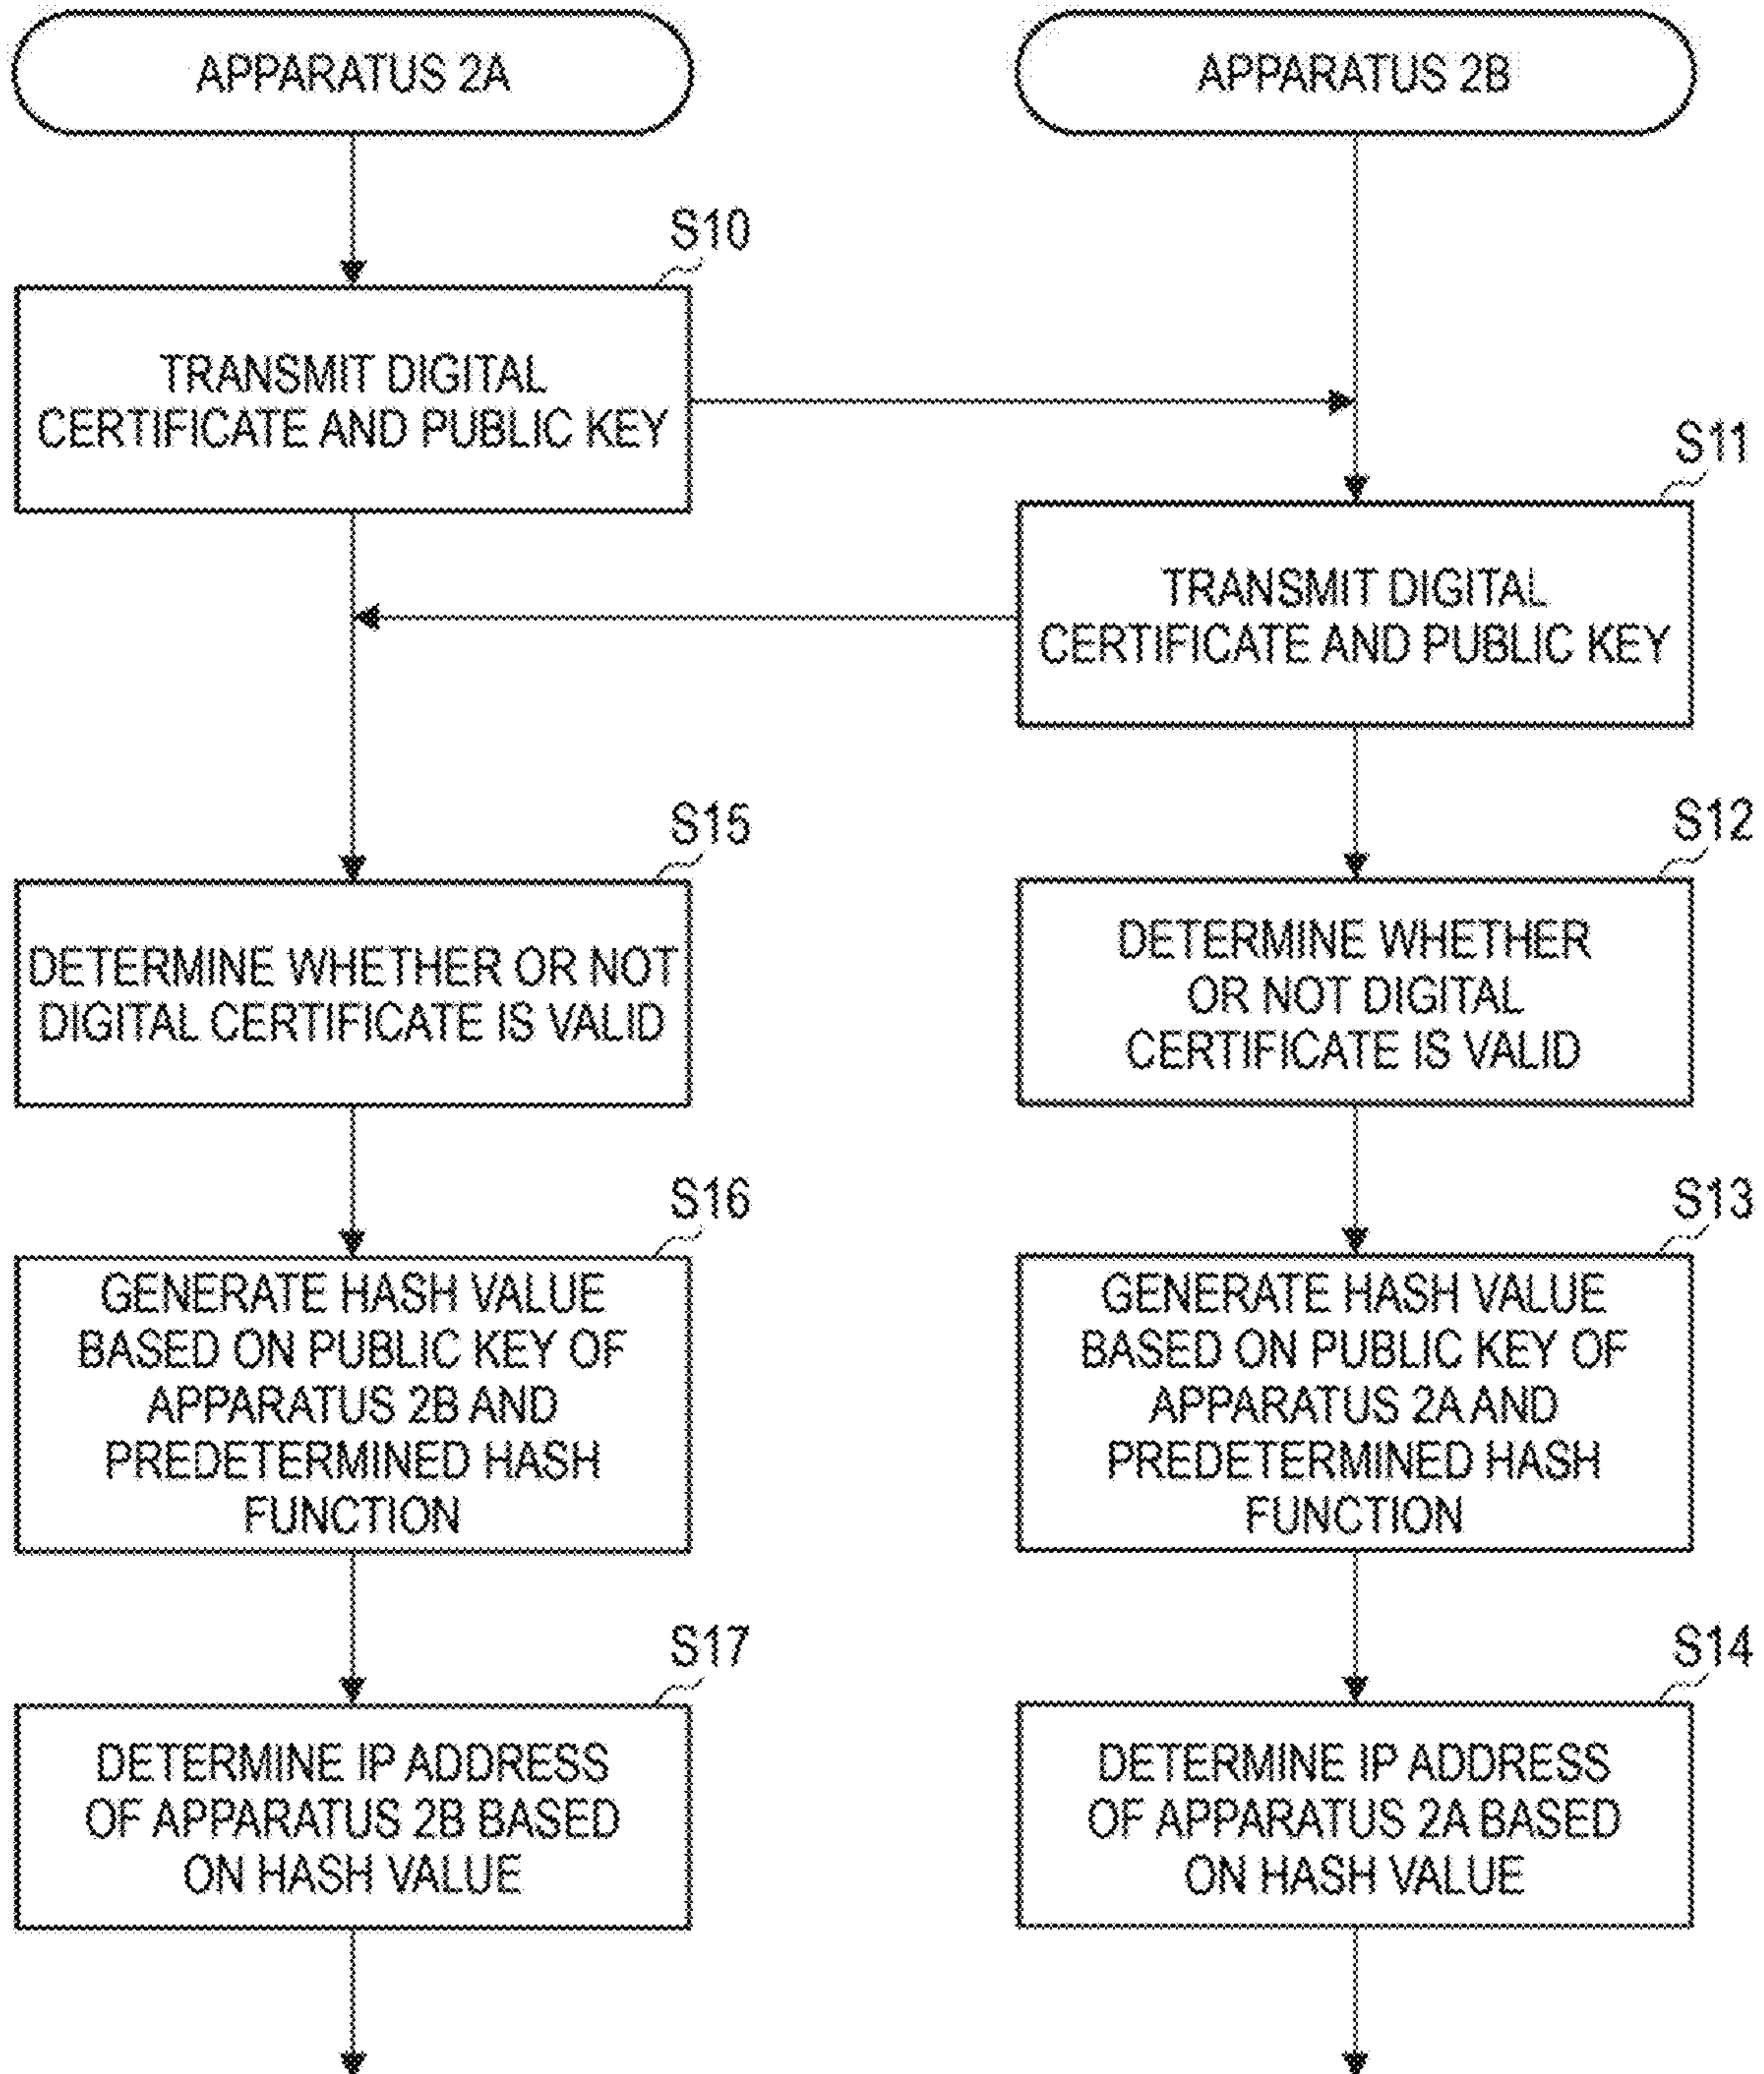 APPARATUS 2A
APPARATUS 2B
S10
TRANSMIT DIGITAL
CERTIFICATE AND PUBLIC KEY
S11
TRANSMIT DIGITAL
CERTIFICATE AND PUBLIC KEY
S15
DETERMINE WHETHER OR NOT
DIGITAL CERTIFICATE IS VALID
S12
DETERMINE WHETHER
OR NOT DIGITAL
CERTIFICATE IS VALID
S16
GENERATE HASH VALUE
BASED ON PUBLIC KEY OF
APPARATUS 2B AND
PREDETERMINED HASH
FUNCTION
S13
GENERATE HASH VALUE
BASED ON PUBLIC KEY OF
APPARATUS 2A AND
PREDETERMINED HASH
FUNCTION
S17
DETERMINE IP ADDRESS
OF APPARATUS 2B BASED
ON HASH VALUE
S14
DETERMINE IP ADDRESS
OF APPARATUS 2A BASED
ON HASH VALUE